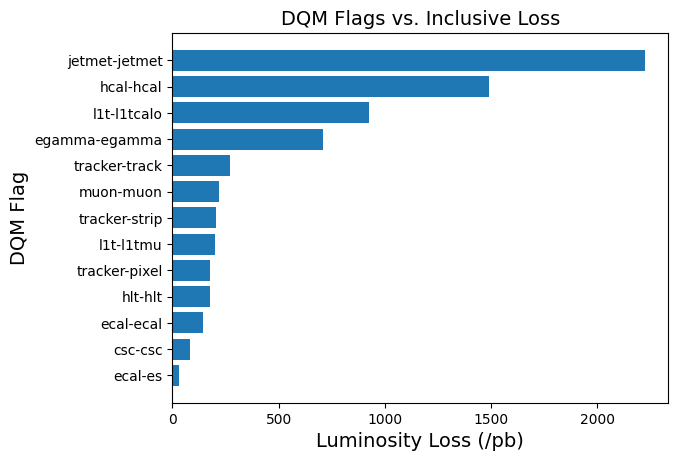 DQM Flags vs. Inclusive Loss
DQM Flag
jetmet-jetmet
hcal-hcal
l1t-l1tcalo
egamma-egamma
tracker-track
muon-muon
tracker-strip
l1t-l1tmu
tracker-pixel
hlt-hlt
ecal-ecal
csc-csc
ecal-es
0 500 1000 1500 2000
Luminosity Loss (/pb)